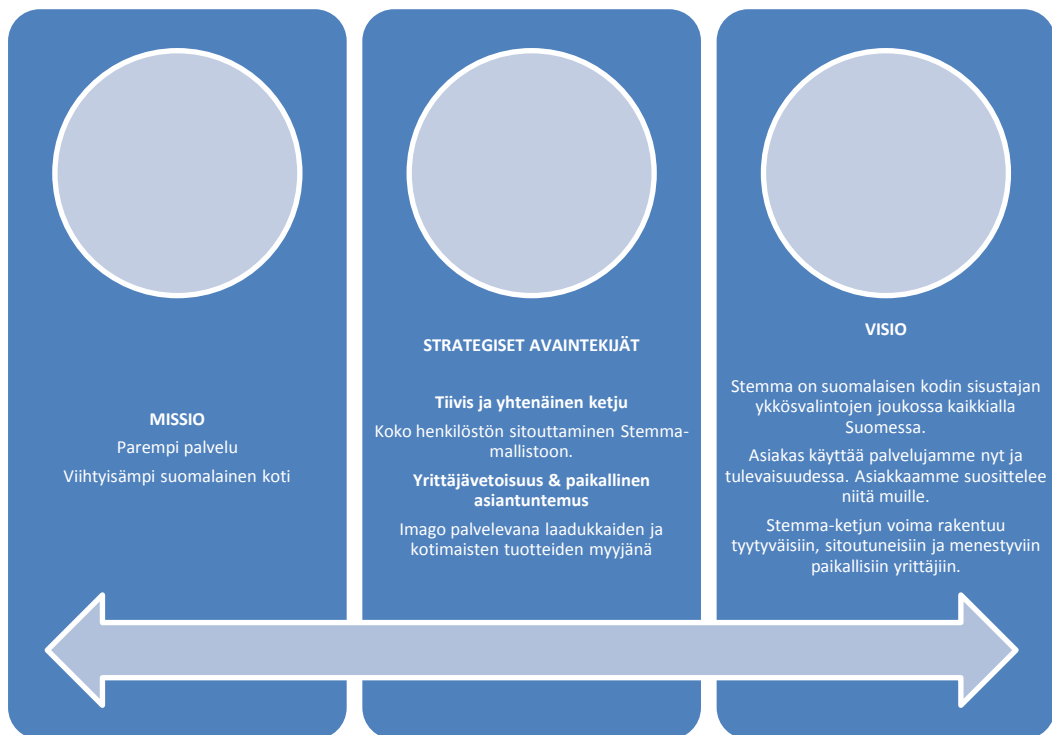 MISSIO
Parempi palvelu
Viihtyisämpi suomalainen koti
STRATEGISET AVAINTEKIJÄT
Tiivis ja yhtenäinen ketju
Koko henkilöstön sitouttaminen Stemma-
mallistoon.
Yrittäjävetoisuus & paikallinen
asiantuntemus
Imago palvelevana laadukkaiden ja
kotimaisten tuotteiden myyjänä
VISIO
Stemma on suomalaisen kodin sisustajan
ykkösvalintojen joukossa kaikkialla
Suomessa.
Asiakas käyttää palvelujamme nyt ja
tulevaisuudessa. Asiakkaamme suosittelee
niitä muille.
Stemma-ketjun voima rakentuu
tyytyväisiin, sitoutuneisiin ja menestyviin
paikallisiin yrittäjiin.